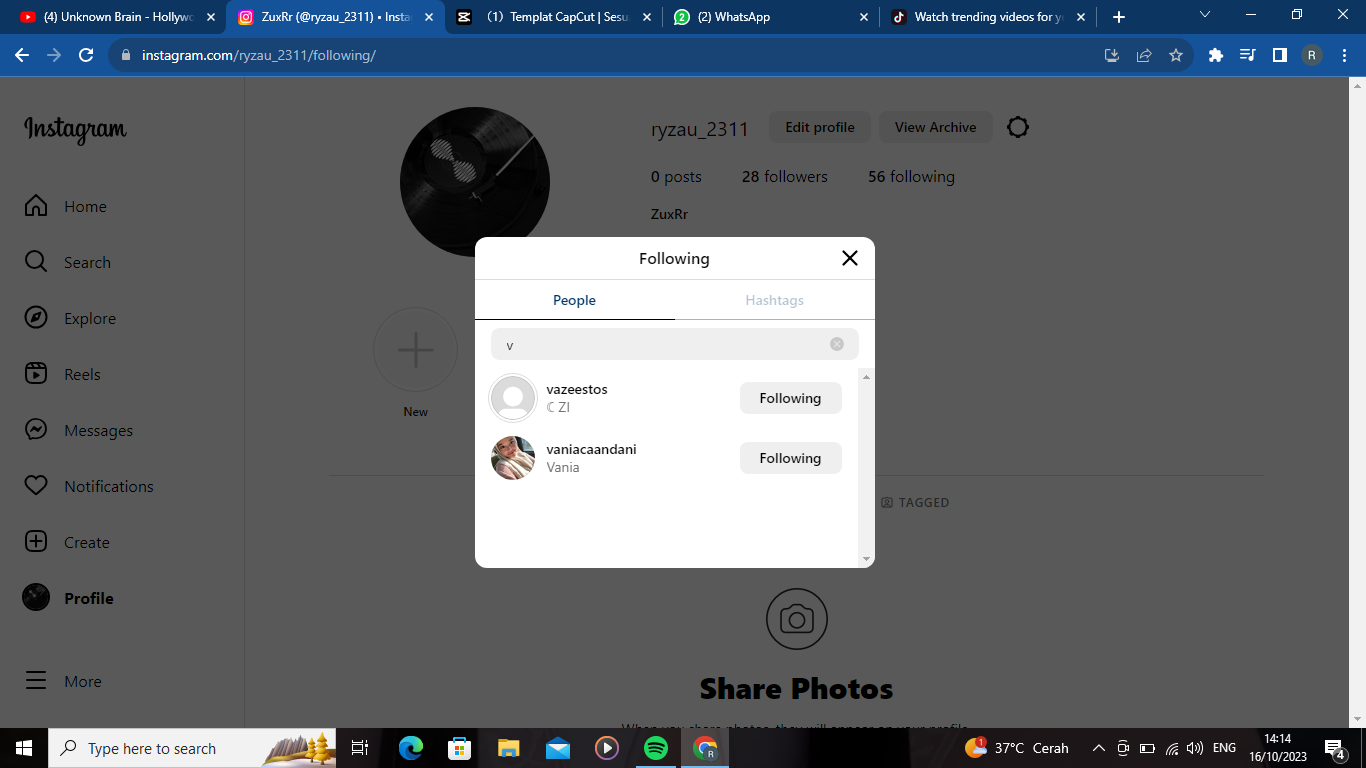 (4) Unknown Brain - Hollywo
ZuxRr (@ryzau_2311) • Insta
(1) Templat CapCut | Sesu
(2) WhatsApp
Watch trending videos for y
instagram.com/ryzau_2311/following/
R
Instagram
Home
Search
Explore
Reels
Messages
Notifications
Create
Profile
More
ryzau_2311
Edit profile
View Archive
0 posts
28 followers
56 following
ZuxRr
New
Following
People
Hashtags
v
vazeestos
☾ZI
Following
vaniacaandani
Vania
Following
TAGGED
Share Photos
When you share photos, they will appear on your profile.
Type here to search
1
37°C Cerah
ENG
14:14
16/10/2023
4